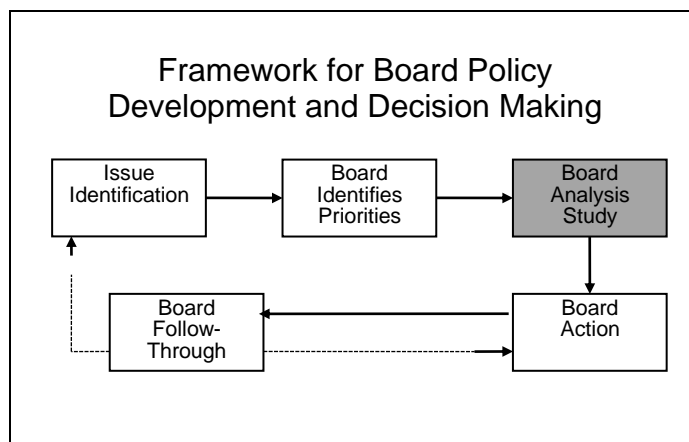 Framework for Board Policy
Development and Decision Making
Issue
Identification
Board
Identifies
Priorities
Board
Analysis
Study
Board
Follow-
Through
Board
Action